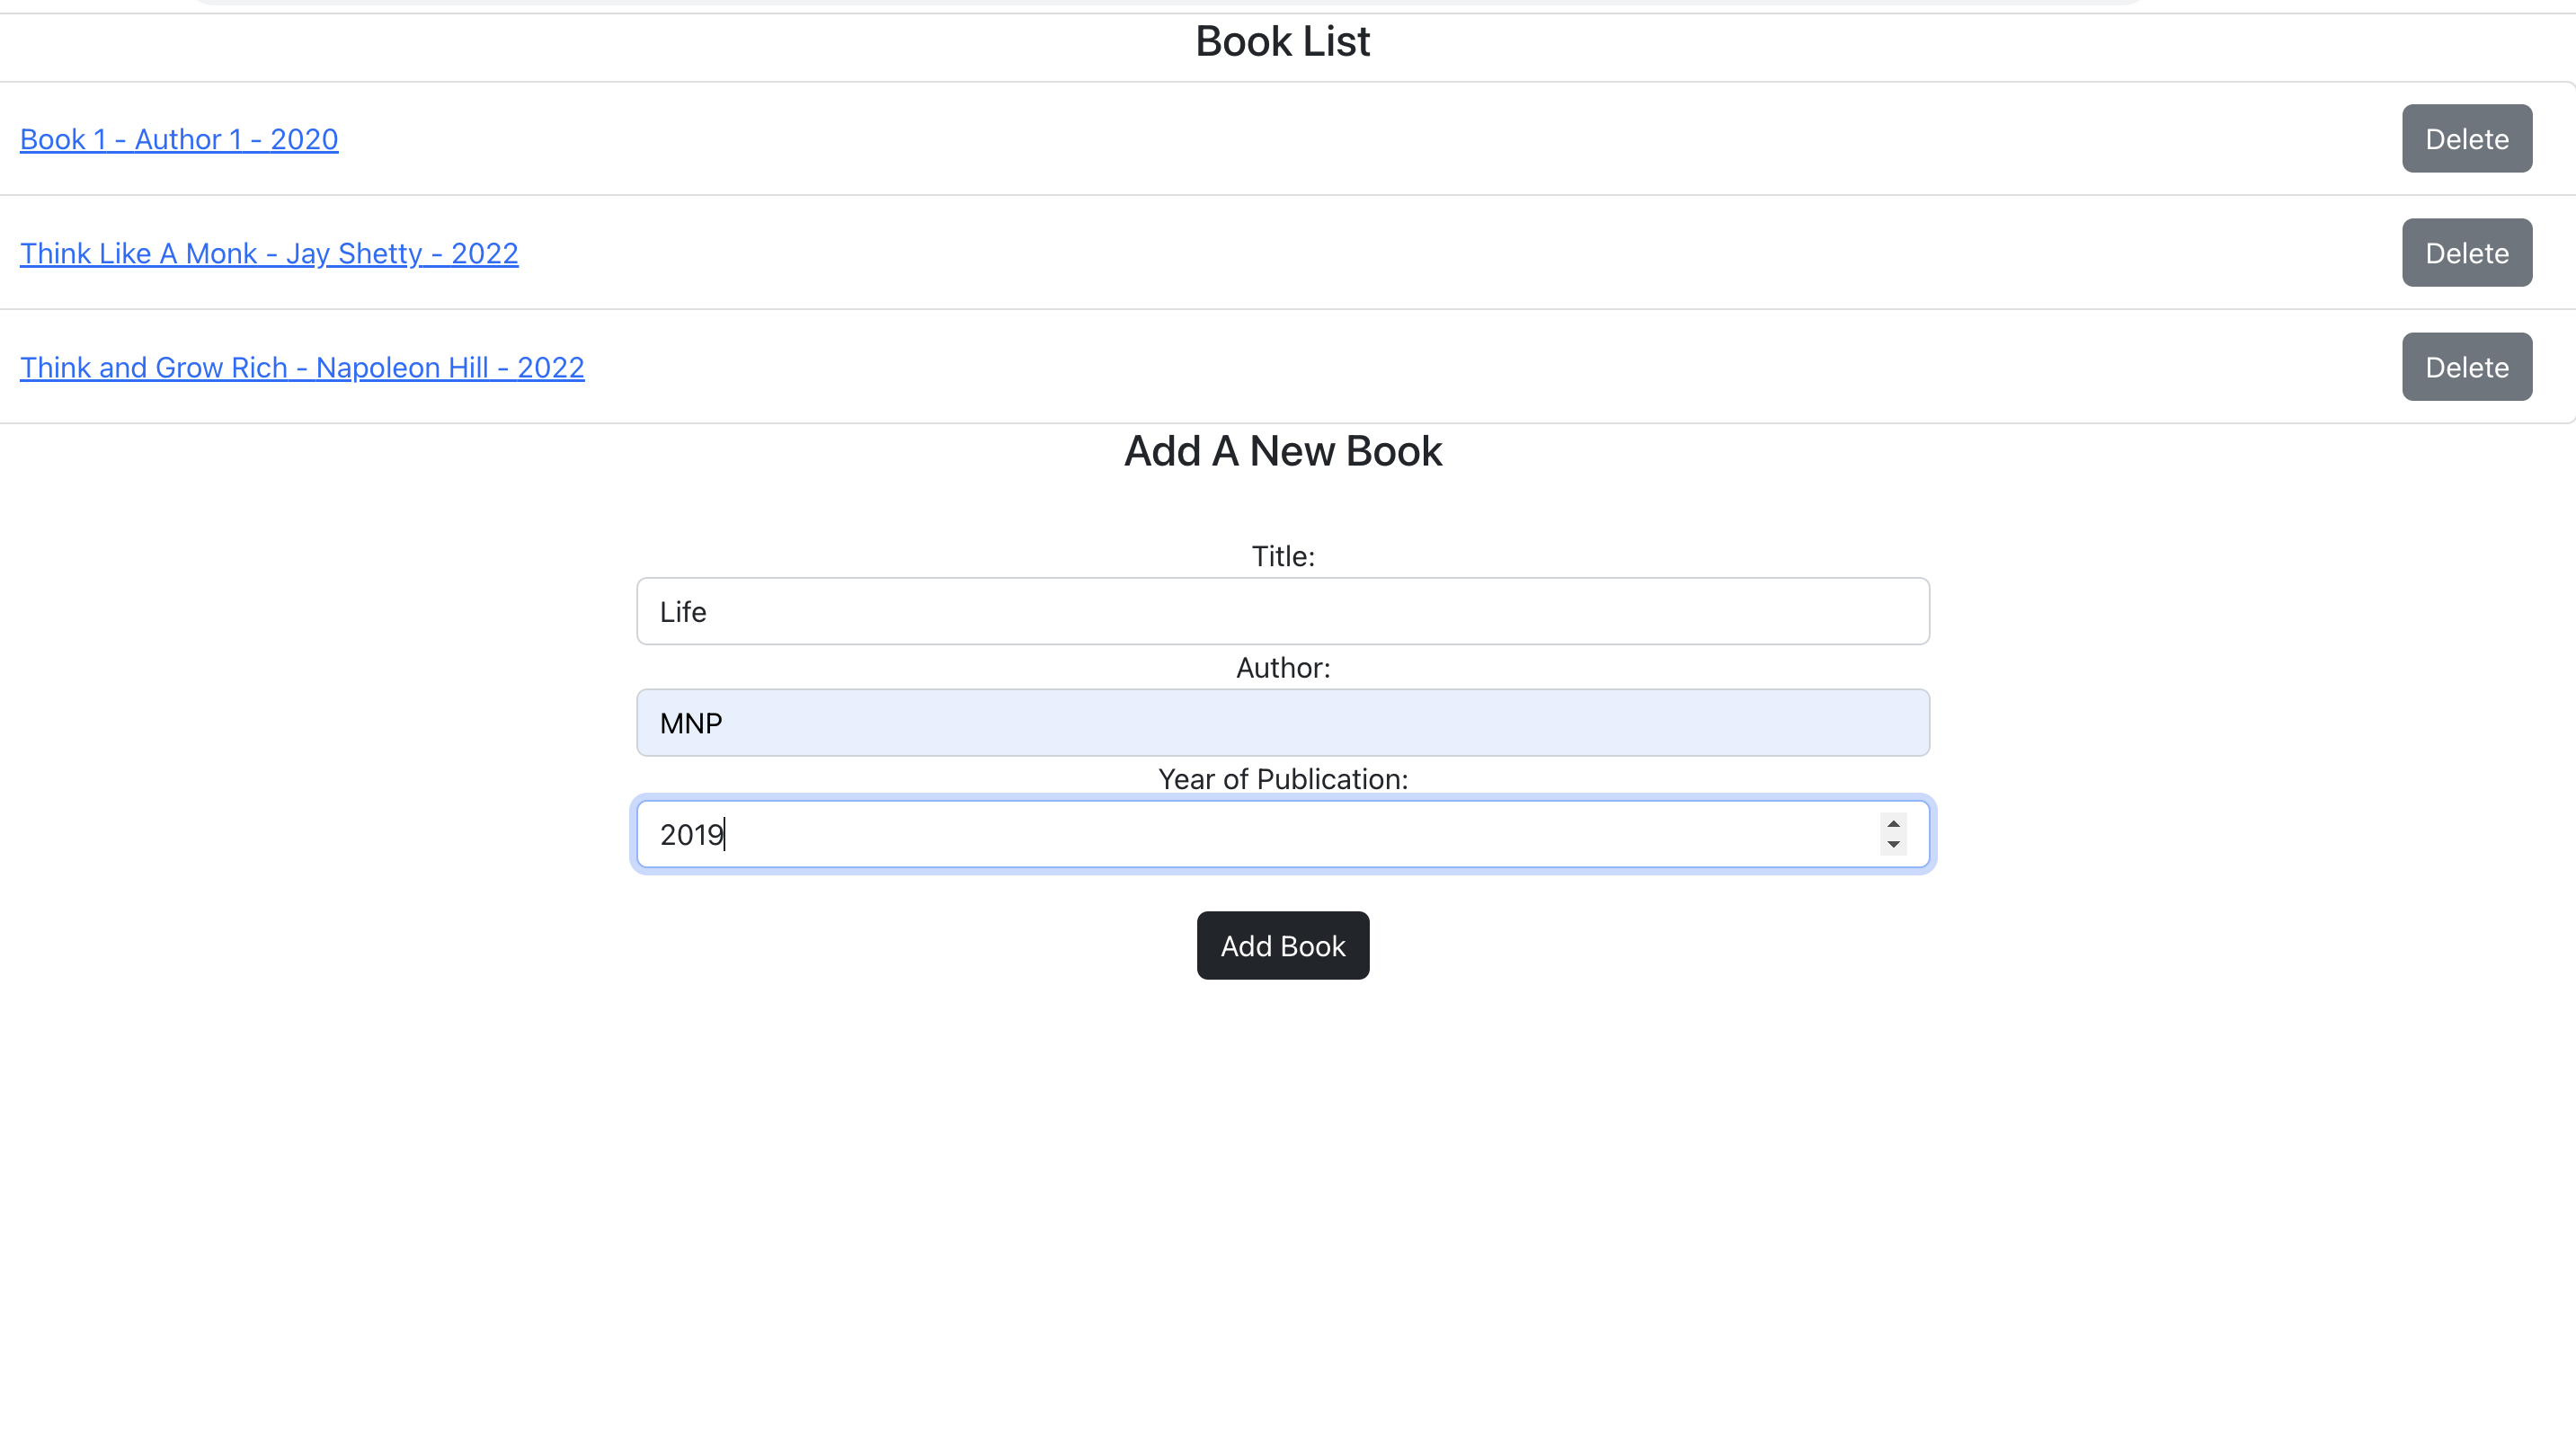 Book List
Book 1 - Author 1 - 2020
Delete
Think Like A Monk - Jay Shetty - 2022
Delete
Think and Grow Rich - Napoleon Hill - 2022
Delete
Add A New Book
Title:
Life
Author:
MNP
Year of Publication:
2019
Add Book